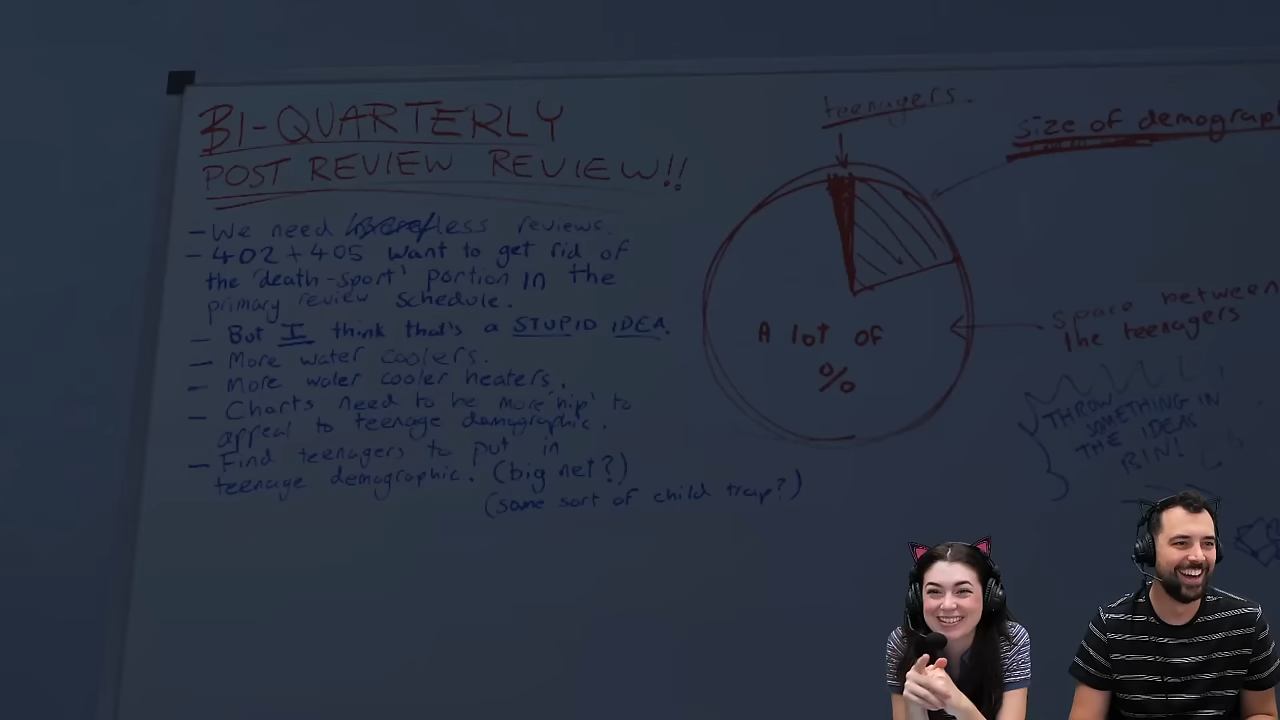 BI-QUARTERLY
POST REVIEW REVIEW!!
- We need less reviews.
- 402 + 405 want to get rid of
the 'death-sport' portion in the
primary review schedule.
- But I think that's a STUPID IDEA.
- More water coolers.
- More water cooler heaters.
- Charts need to be more 'hip' to
appeal to teenage demographic.
- Find teenagers to put in
teenage demographic. (big net?)
(some sort of child trap?)
teenagers.
size of demograp
A lot of
%
space between
the teenagers
THROW
SOMETHING IN
THE IDEAS
BIN!